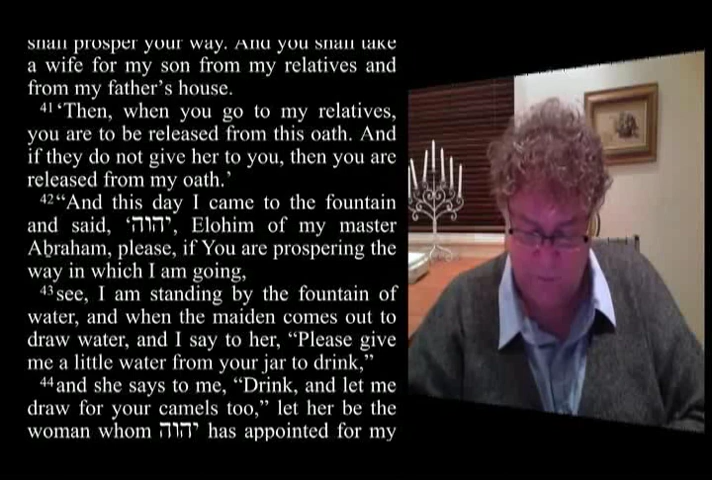 shall prosper your way. And you shall take
a wife for my son from my relatives and
from my father’s house.
41‘Then, when you go to my relatives,
you are to be released from this oath. And
if they do not give her to you, then you are
released from my oath.’
42“And this day I came to the fountain
and said, ‘יהוה, Elohim of my master
Abraham, please, if You are prospering the
way in which I am going,
43see, I am standing by the fountain of
water, and when the maiden comes out to
draw water, and I say to her, “Please give
me a little water from your jar to drink,”
44and she says to me, “Drink, and let me
draw for your camels too,” let her be the
woman whom יהוה has appointed for my